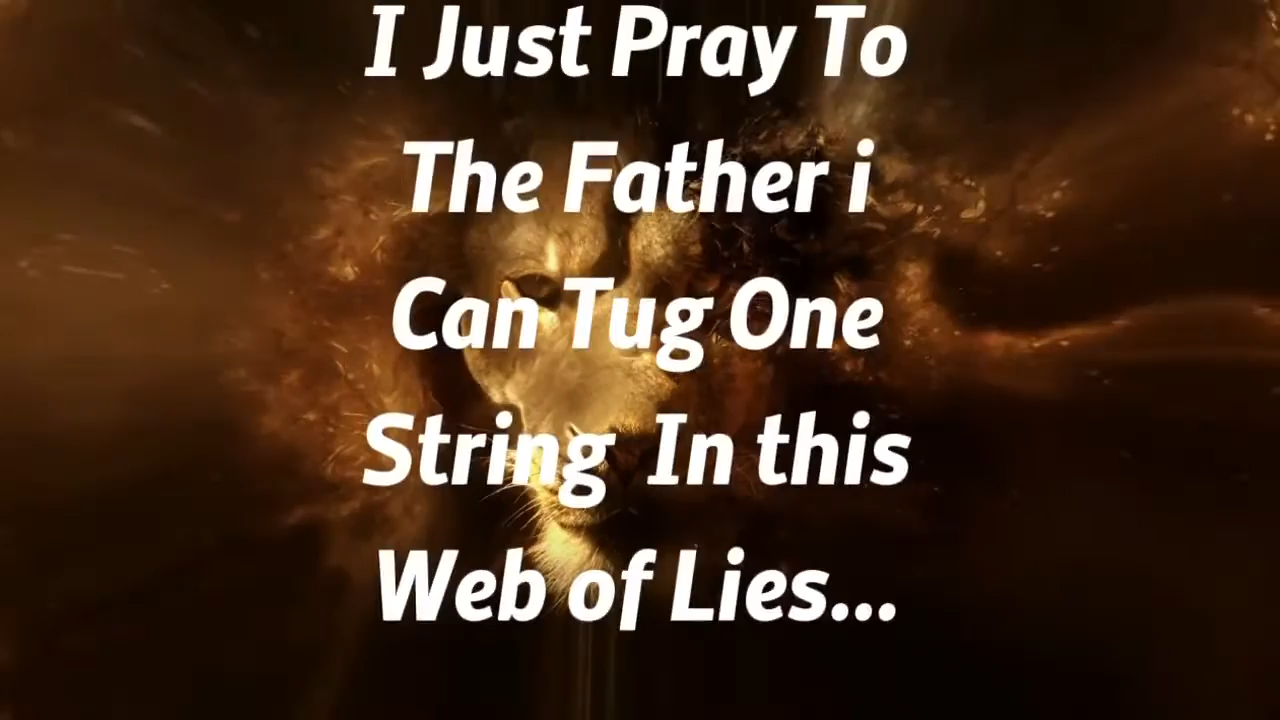 I Just Pray To
The Father i
Can Tug One
String  In this
Web of Lies...